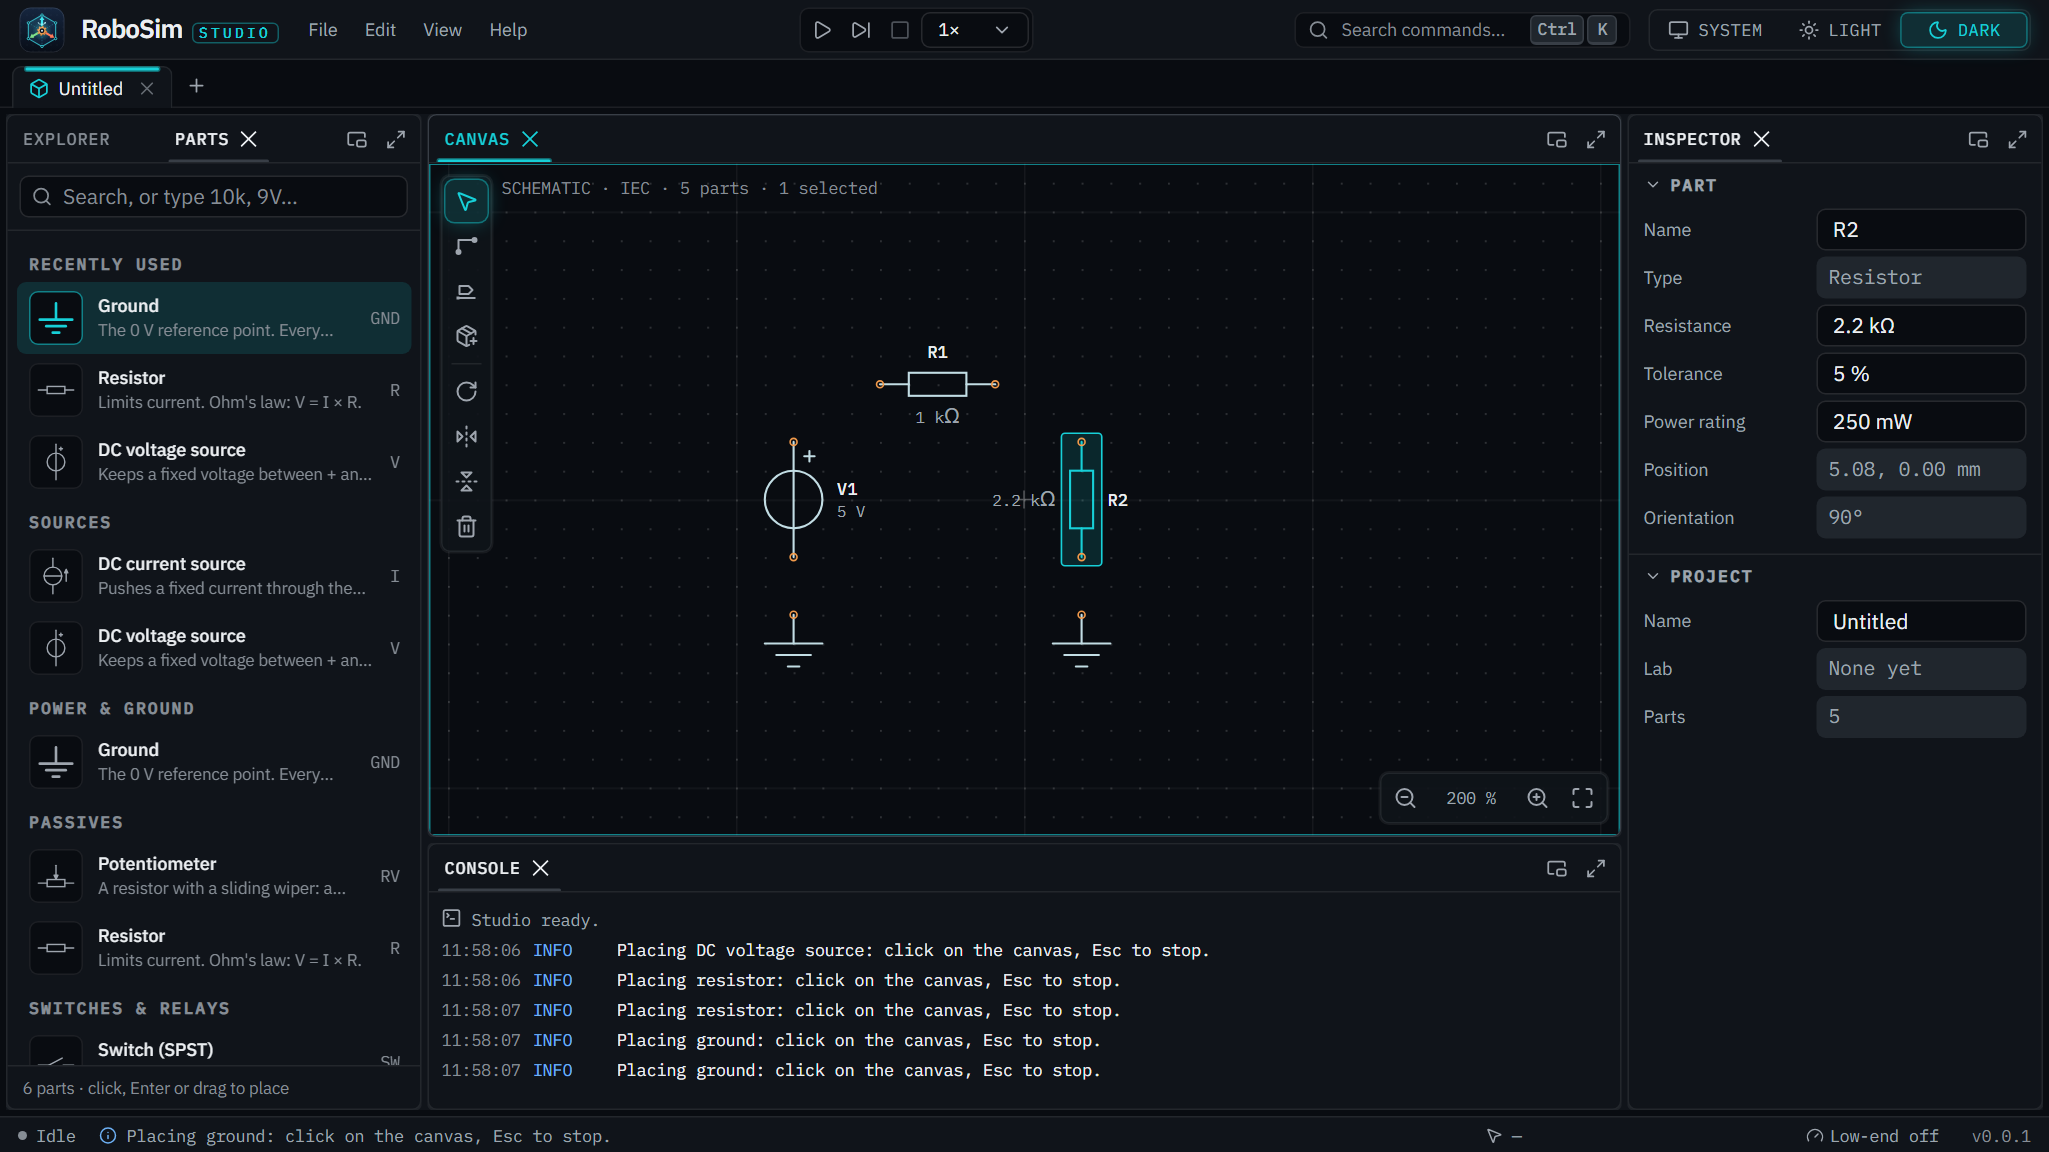 RoboSim STUDIO File Edit View Help 1× Search commands... Ctrl K SYSTEM LIGHT DARK
Untitled
EXPLORER PARTS
Search, or type 10k, 9V...
RECENTLY USED
Ground
The 0 V reference point. Every...
GND
Resistor
Limits current. Ohm's law: V = I × R.
R
DC voltage source
Keeps a fixed voltage between + an...
V
SOURCES
DC current source
Pushes a fixed current through the...
I
DC voltage source
Keeps a fixed voltage between + an...
V
POWER & GROUND
Ground
The 0 V reference point. Every...
GND
PASSIVES
Potentiometer
A resistor with a sliding wiper: a...
RV
Resistor
Limits current. Ohm's law: V = I × R.
R
SWITCHES & RELAYS
Switch (SPST)
SW
6 parts · click, Enter or drag to place
CANVAS
SCHEMATIC · IEC · 5 parts · 1 selected
R1
1 kΩ
+
V1
5 V
2.2 kΩ
R2
200 %
CONSOLE
Studio ready.
11:58:06 INFO Placing DC voltage source: click on the canvas, Esc to stop.
11:58:06 INFO Placing resistor: click on the canvas, Esc to stop.
11:58:07 INFO Placing resistor: click on the canvas, Esc to stop.
11:58:07 INFO Placing ground: click on the canvas, Esc to stop.
11:58:07 INFO Placing ground: click on the canvas, Esc to stop.
INSPECTOR
PART
Name R2
Type Resistor
Resistance 2.2 kΩ
Tolerance 5 %
Power rating 250 mW
Position 5.08, 0.00 mm
Orientation 90°
PROJECT
Name Untitled
Lab None yet
Parts 5
Idle Placing ground: click on the canvas, Esc to stop. — Low-end off v0.0.1